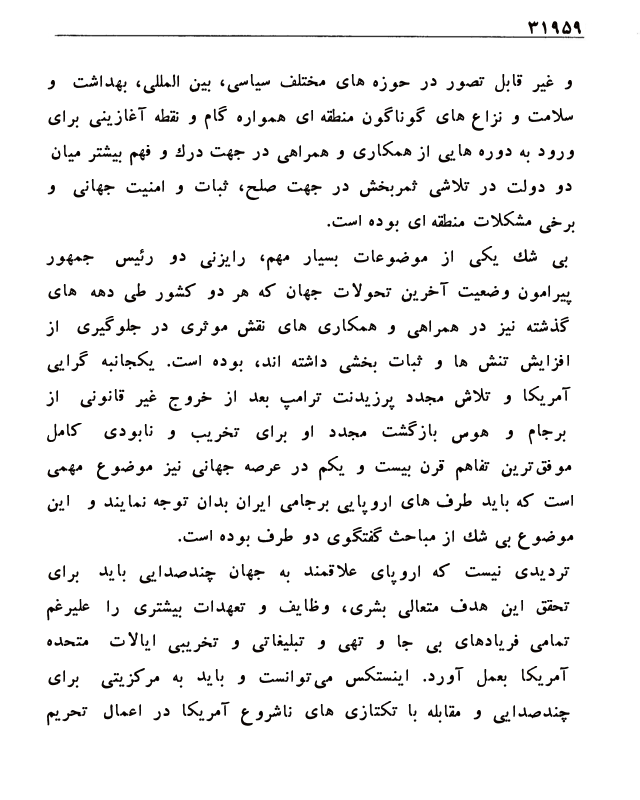 ۳۱۹۵۹
و غیر قابل تصور در حوزه های مختلف سیاسی، بین المللی، بهداشت و
سلامت و نزاع های گوناگون منطقه ای همواره گام و نقطه آغازینی برای
ورود به دوره هایی از همکاری و همراهی در جهت درك و فهم بیشتر میان
دو دولت در تلاشی ثمربخش در جهت صلح، ثبات و امنیت جهانی و
برخی مشکلات منطقه ای بوده است.
بی شك یکی از موضوعات بسیار مهم، رایزنی دو رئیس جمهور
پیرامون وضعیت آخرین تحولات جهان که هر دو کشور طی دهه های
گذشته نیز در همراهی و همکاری های نقش موثری در جلوگیری از
افزایش تنش ها و ثبات بخشی داشته اند، بوده است. یکجانبه گرایی
آمریکا و تلاش مجدد پرزیدنت ترامپ بعد از خروج غیر قانونی از
برجام و هوس بازگشت مجدد او برای تخریب و نابودی کامل
موفق‌ترین تفاهم قرن بیست و یکم در عرصه جهانی نیز موضوع مهمی
است که باید طرف های اروپایی برجامی ایران بدان توجه نمایند و این
موضوع بی شك از مباحث گفتگوی دو طرف بوده است.
تردیدی نیست که اروپای علاقمند به جهان چندصدایی باید برای
تحقق این هدف متعالی بشری، وظایف و تعهدات بیشتری را علیرغم
تمامی فریادهای بی جا و تهی و تبلیغاتی و تخریبی ایالات متحده
آمریکا بعمل آورد. اینستکس می‌توانست و باید به مرکزیتی برای
چندصدایی و مقابله با تکتازی های ناشروع آمریکا در اعمال تحریم